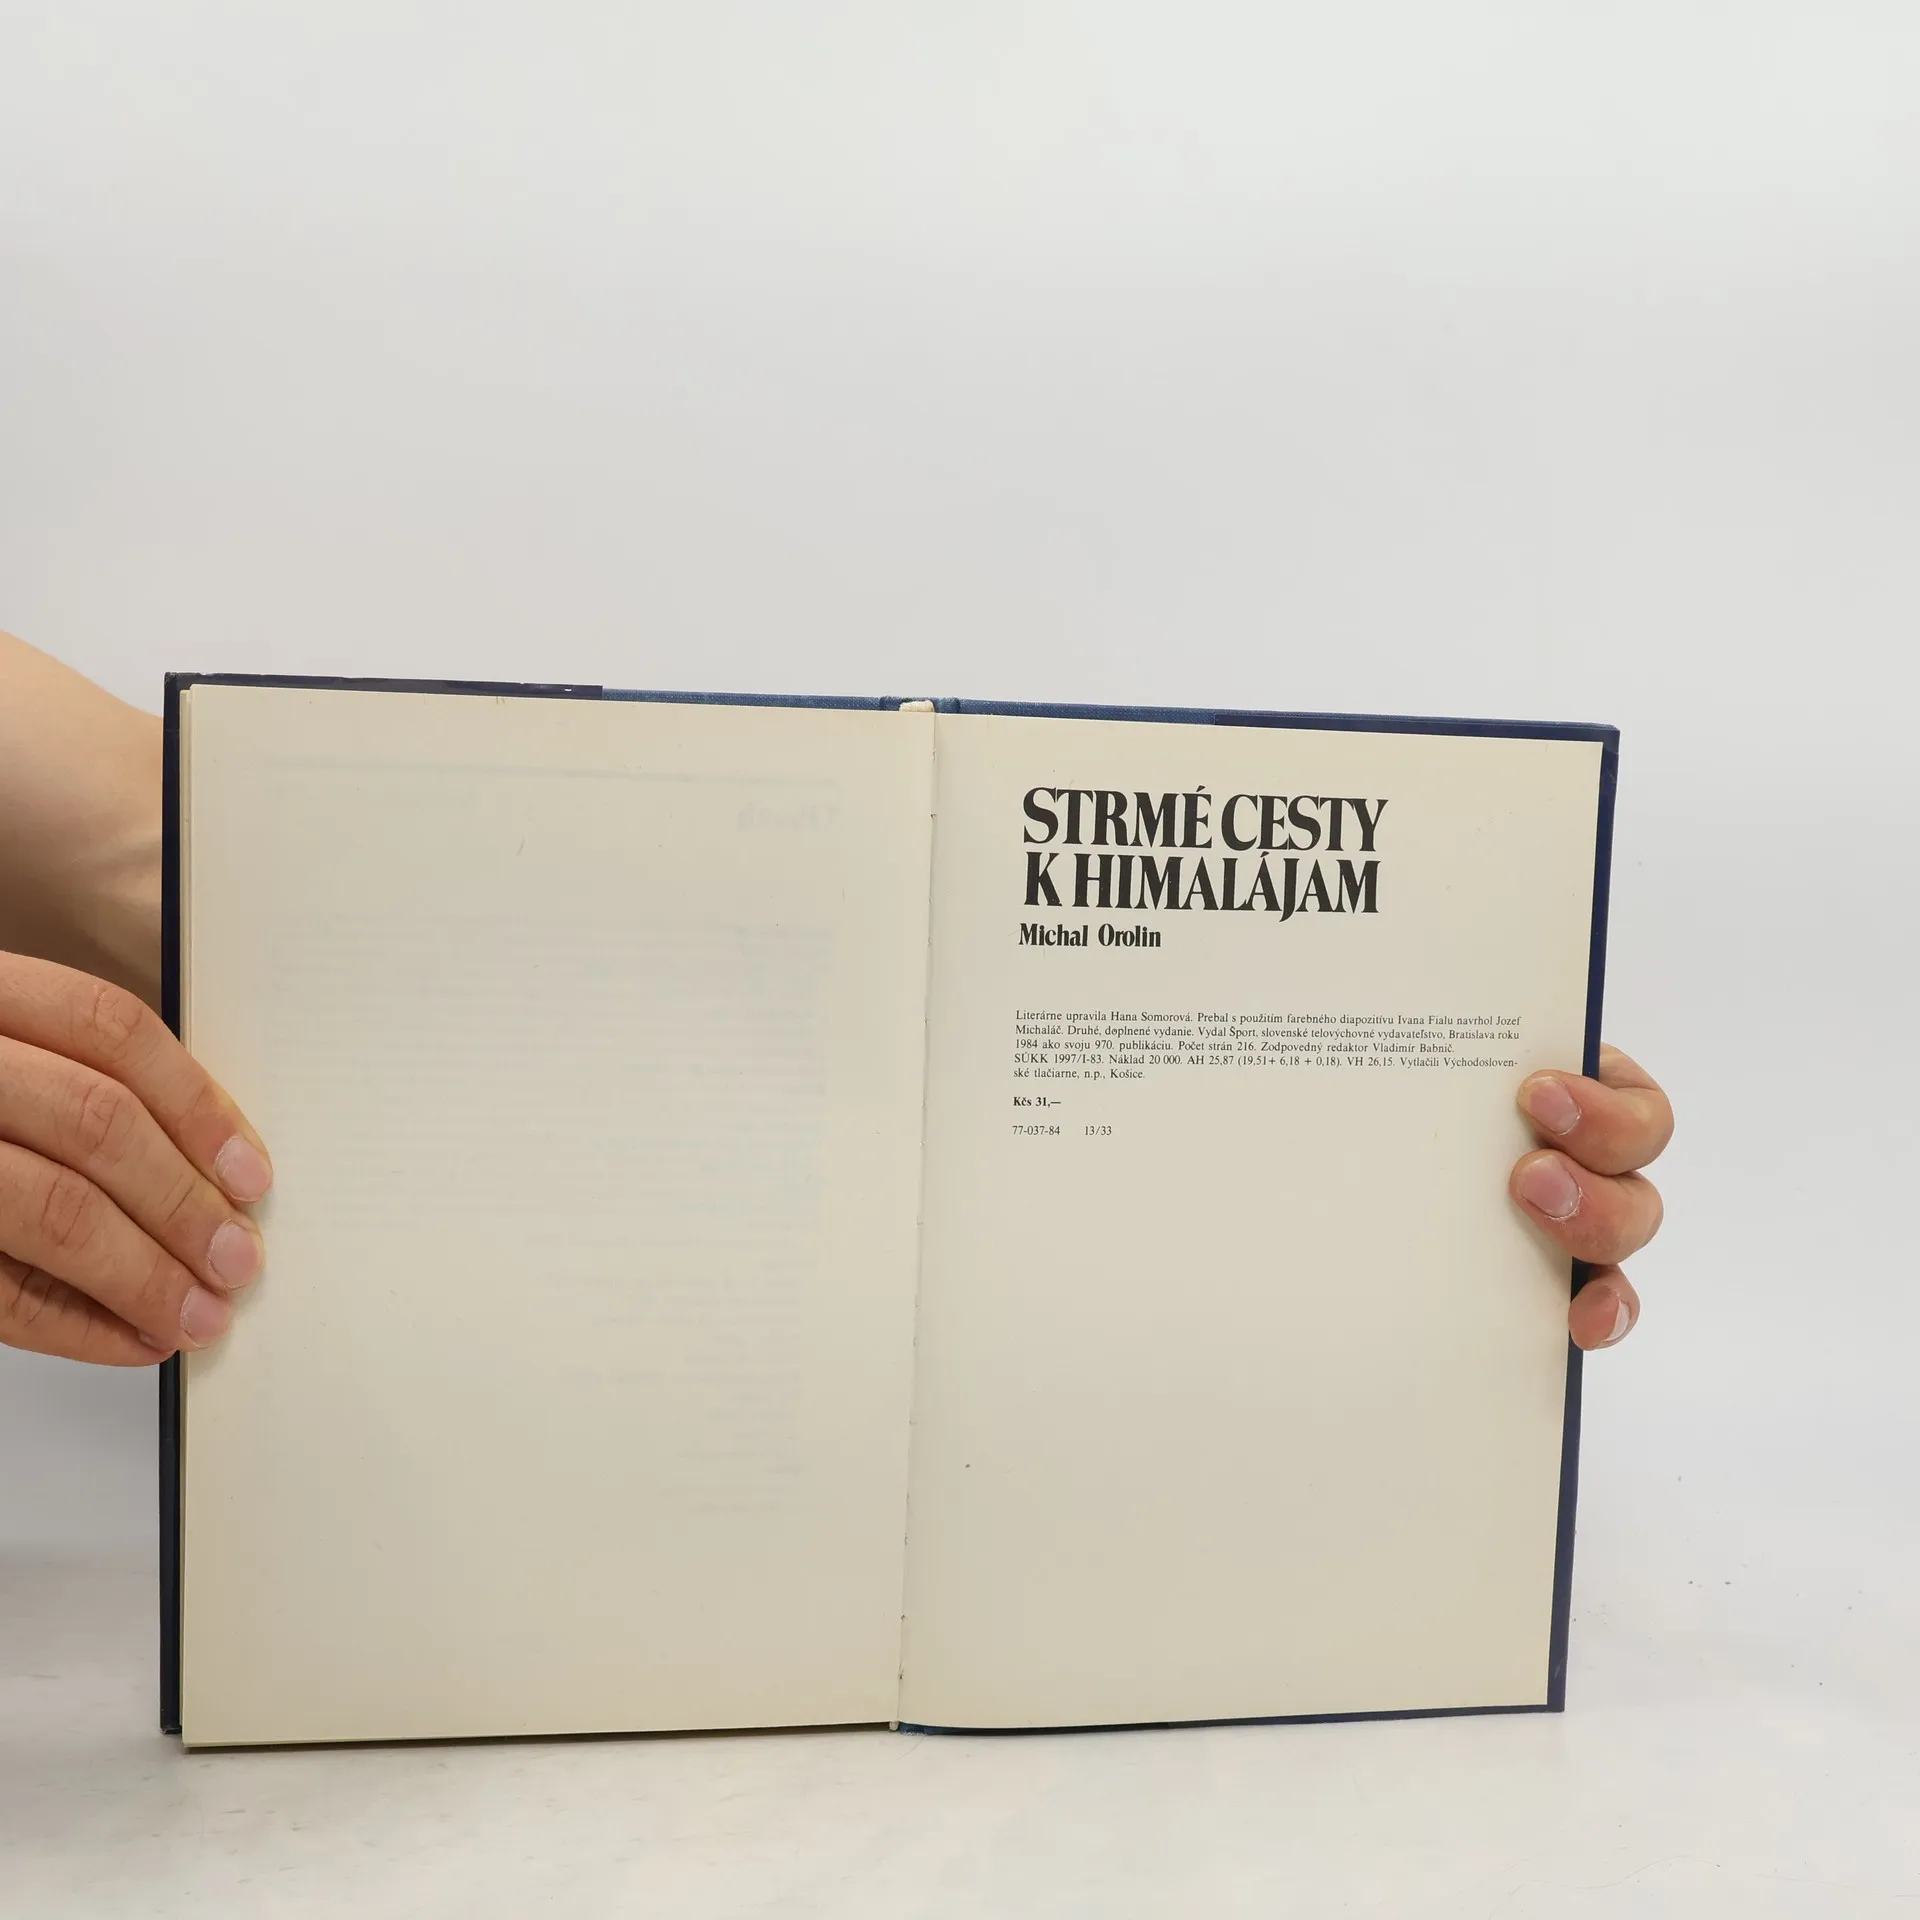 STRMÉ CESTY
K HIMALÁJAM
Michal Orolin
Literárne upravila Hana Somorová. Prebal s použitím farebného diapozitívu Ivana Fialu navrhol Jozef
Michaláč. Druhé, doplnené vydanie. Vydal Šport, slovenské telovýchovné vydavateľstvo, Bratislava roku
1984 ako svoju 970. publikáciu. Počet strán 216. Zodpovedný redaktor Vladimír Babnič.
SÚKK 1997/I-83. Náklad 20 000. AH 25,87 (19,51+ 6,18 + 0,18). VH 26,15. Vytlačili Východosloven-
ské tlačiarne, n.p., Košice.
Kčs 31,—
77-037-84 13/33